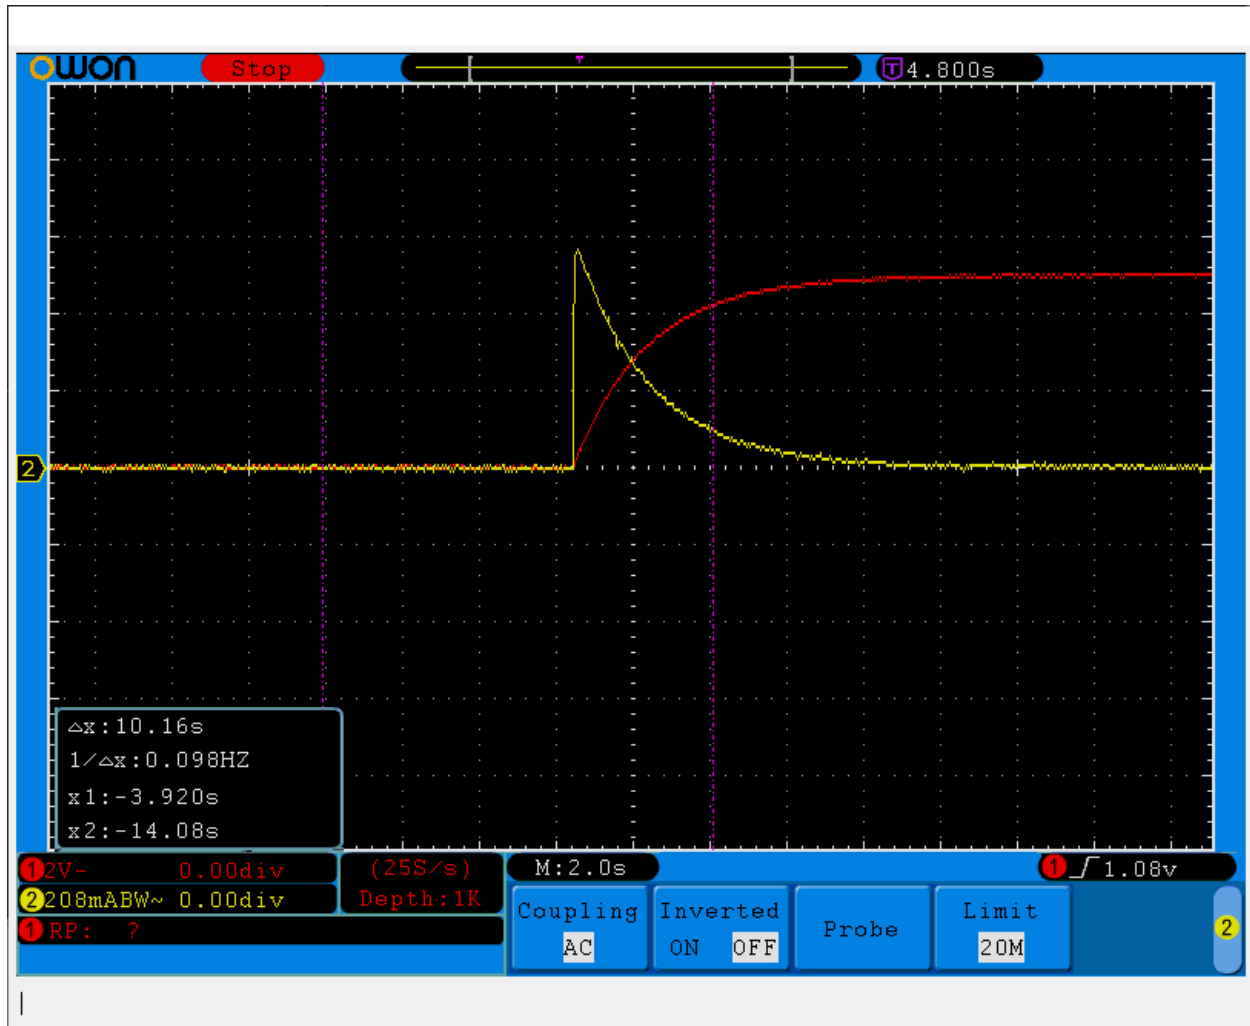 owon Stop T 4.800s
2
△x:10.16s
1/△x:0.098HZ
x1:-3.920s
x2:-14.08s
1 2V- 0.00div (25S/s) M:2.0s 1 1.08v
2 208mABW~ 0.00div Depth:1K
1 RP: ?
Coupling Inverted Probe Limit 2
AC ON OFF 20M